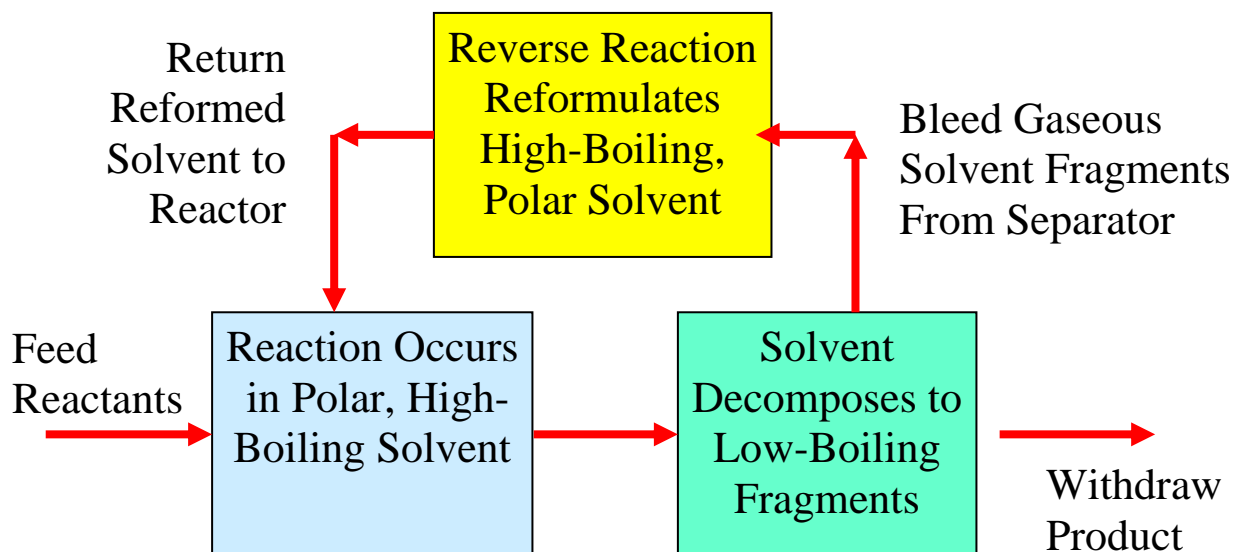 Return
Reformed
Solvent to
Reactor
Reverse Reaction
Reformulates
High-Boiling,
Polar Solvent
Bleed Gaseous
Solvent Fragments
From Separator
Feed
Reactants
Reaction Occurs
in Polar, High-
Boiling Solvent
Solvent
Decomposes to
Low-Boiling
Fragments
Withdraw
Product